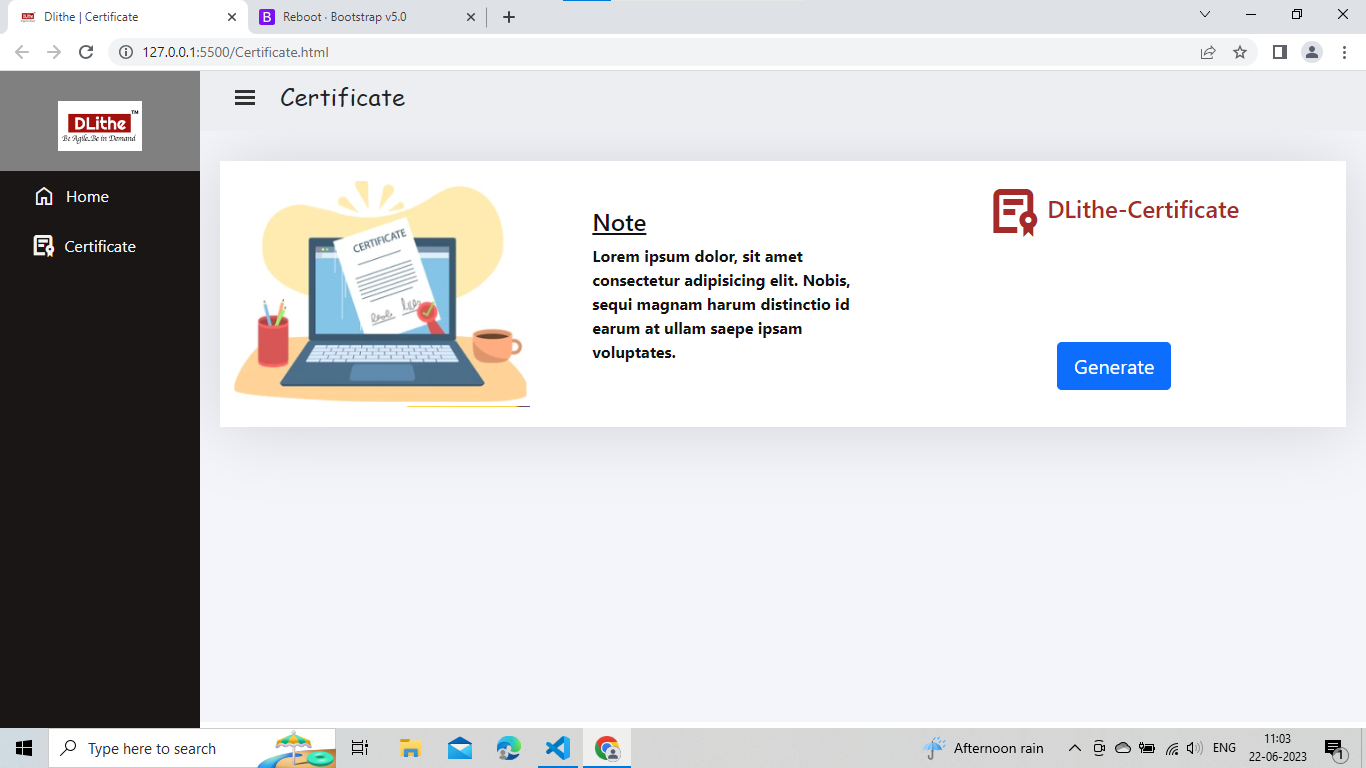 Dlithe | Certificate
Reboot · Bootstrap v5.0
127.0.0.1:5500/Certificate.html
DLithe TM
Be Agile..Be in Demand
Certificate
Home
Certificate
CERTIFICATE
Note
Lorem ipsum dolor, sit amet
consectetur adipisicing elit. Nobis,
sequi magnam harum distinctio id
earum at ullam saepe ipsam
voluptates.
DLithe-Certificate
Generate
Type here to search
Afternoon rain
ENG
11:03
22-06-2023
1